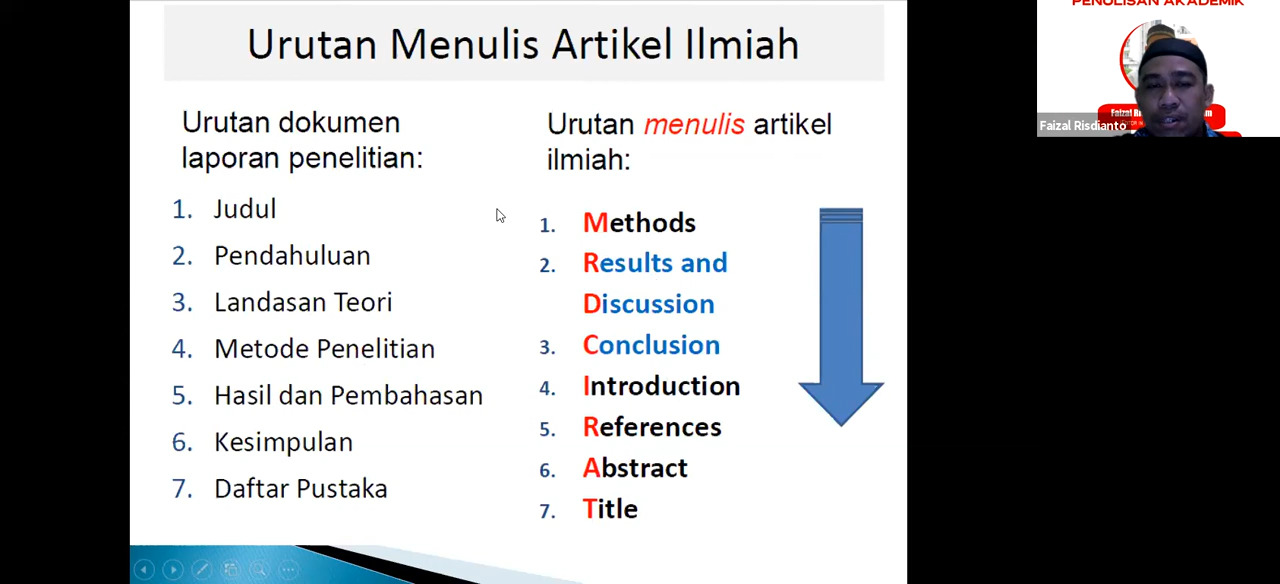 Urutan Menulis Artikel Ilmiah
Urutan dokumen
laporan penelitian:
1. Judul
2. Pendahuluan
3. Landasan Teori
4. Metode Penelitian
5. Hasil dan Pembahasan
6. Kesimpulan
7. Daftar Pustaka
Urutan menulis artikel
ilmiah:
1. Methods
2. Results and
Discussion
3. Conclusion
4. Introduction
5. References
6. Abstract
7. Title
PENULISAN AKADEMIK
Faizal Risdianto